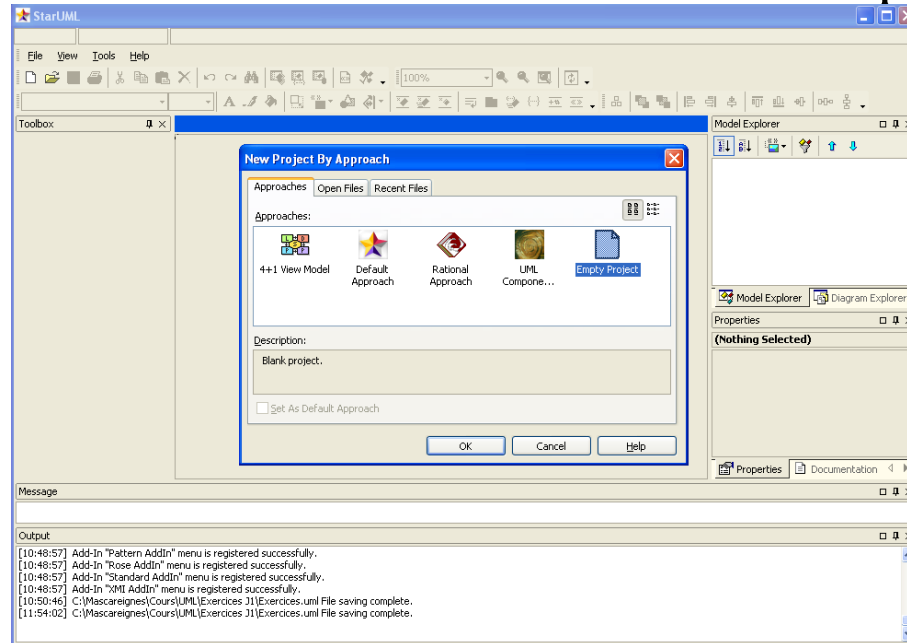 StarUML
File View Tools Help
100%
Toolbox
Model Explorer
New Project By Approach
Approaches Open Files Recent Files
Approaches:
4+1 View Model
Default Approach
Rational Approach
UML Compone...
Empty Project
Description:
Blank project.
Set As Default Approach
OK Cancel Help
Model Explorer Diagram Explorer
Properties
(Nothing Selected)
Properties Documentation
Message
Output
[10:48:57] Add-In "Pattern AddIn" menu is registered successfully.
[10:48:57] Add-In "Rose AddIn" menu is registered successfully.
[10:48:57] Add-In "Standard AddIn" menu is registered successfully.
[10:48:57] Add-In "XMI AddIn" menu is registered successfully.
[10:50:46] C:\Mascareignes\Cours\UML\Exercices J1\Exercices.uml File saving complete.
[11:54:02] C:\Mascareignes\Cours\UML\Exercices J1\Exercices.uml File saving complete.